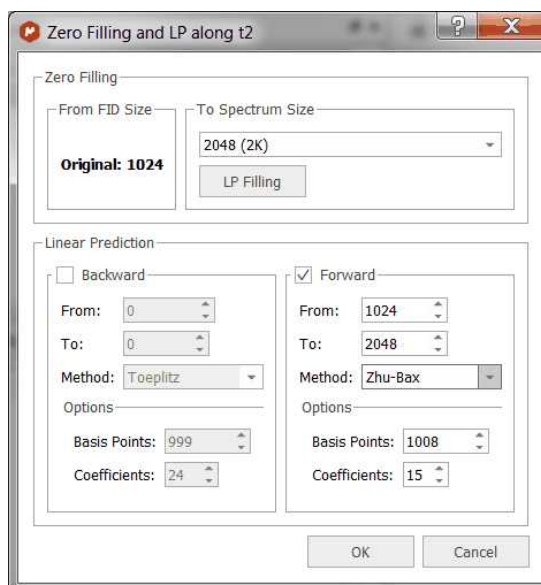 Zero Filling and LP along t2
Zero Filling
From FID Size
Original: 1024
To Spectrum Size
2048 (2K)
LP Filling
Linear Prediction
Backward
From: 0
To: 0
Method: Toeplitz
Options
Basis Points: 999
Coefficients: 24
Forward
From: 1024
To: 2048
Method: Zhu-Bax
Options
Basis Points: 1008
Coefficients: 15
OK Cancel